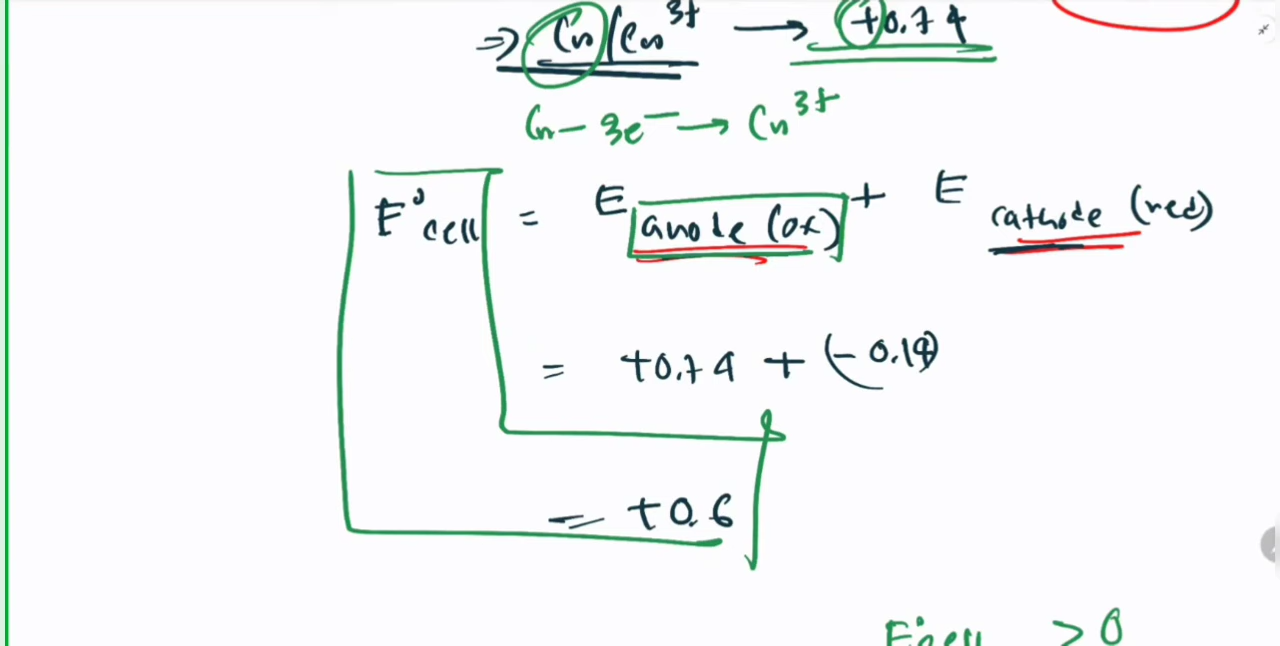 ⇒ Cr/Cr³⁺ → +0.74
Cr - 3e⁻ → Cr³⁺
E°cell = E anode (ox) + E cathode (red)
= +0.74 + (-0.14)
= +0.6
E°cell > 0